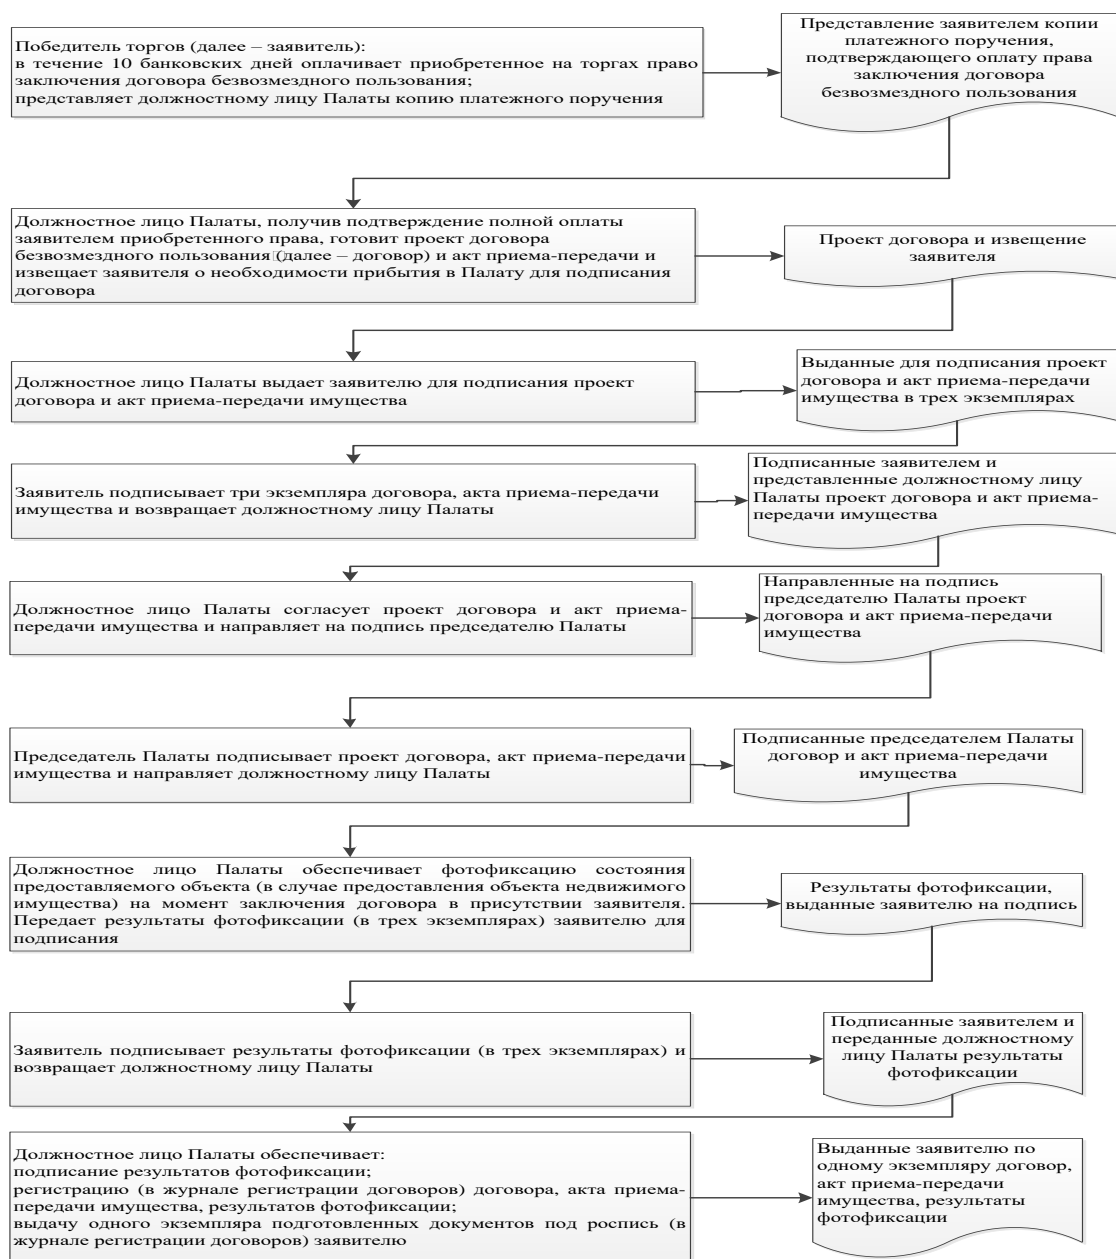 Победитель торгов (далее – заявитель):
в течение 10 банковских дней оплачивает приобретенное на торгах право
заключения договора безвозмездного пользования;
представляет должностному лицу Палаты копию платежного поручения
Представление заявителем копии
платежного поручения,
подтверждающего оплату права
заключения договора
безвозмездного пользования
Должностное лицо Палаты, получив подтверждение полной оплаты
заявителем приобретенного права, готовит проект договора
безвозмездного пользования (далее – договор) и акт приема-передачи и
извещает заявителя о необходимости прибытия в Палату для подписания
договора
Проект договора и извещение
заявителя
Должностное лицо Палаты выдает заявителю для подписания проект
договора и акт приема-передачи имущества
Выданные для подписания проект
договора и акт приема-передачи
имущества в трех экземплярах
Заявитель подписывает три экземпляра договора, акта приема-передачи
имущества и возвращает должностному лицу Палаты
Подписанные заявителем и
представленные должностному лицу
Палаты проект договора и акт приема-
передачи имущества
Должностное лицо Палаты согласует проект договора и акт приема-
передачи имущества и направляет на подпись председателю Палаты
Направленные на подпись
председателю Палаты проект
договора и акт приема-передачи
имущества
Председатель Палаты подписывает проект договора, акт приема-передачи
имущества и направляет должностному лицу Палаты
Подписанные председателем Палаты
договор и акт приема-передачи
имущества
Должностное лицо Палаты обеспечивает фотофиксацию состояния
предоставляемого объекта (в случае предоставления объекта недвижимого
имущества) на момент заключения договора в присутствии заявителя.
Передает результаты фотофиксации (в трех экземплярах) заявителю для
подписания
Результаты фотофиксации,
выданные заявителю на подпись
Заявитель подписывает результаты фотофиксации (в трех экземплярах) и
возвращает должностному лицу Палаты
Подписанные заявителем и
переданные должностному
лицу Палаты результаты
фотофиксации
Должностное лицо Палаты обеспечивает:
подписание результатов фотофиксации;
регистрацию (в журнале регистрации договоров) договора, акта приема-
передачи имущества, результатов фотофиксации;
выдачу одного экземпляра подготовленных документов под роспись (в
журнале регистрации договоров) заявителю
Выданные заявителю по
одному экземпляру договор,
акт приема-передачи
имущества, результаты
фотофиксации